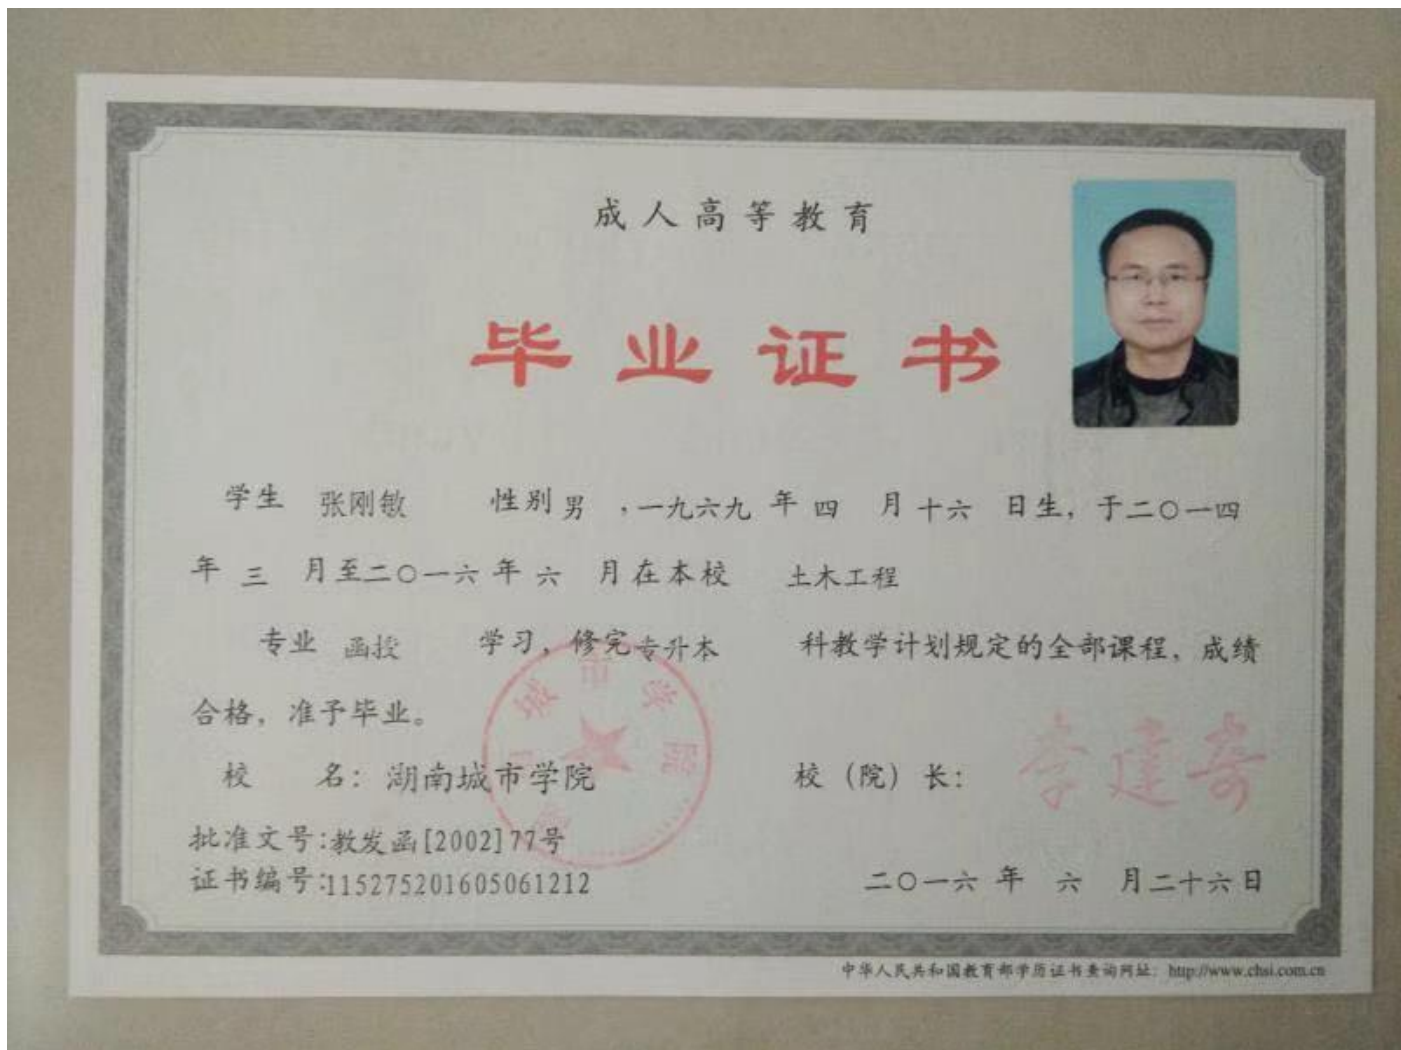 成人高等教育
毕业证书
学生 张刚敏 性别 男 ，一九六九 年 四 月 十六 日生，于二〇一四
年 三 月至二〇一六 年 六 月在本校 土木工程
专业 函授 学习，修完 专升本 科教学计划规定的全部课程，成绩
合格，准予毕业。
校 名：湖南城市学院 校（院）长： 李建奇
市学院
批准文号：教发函[2002]77号
证书编号：115275201605061212 二〇一六 年 六 月二十六日
中华人民共和国教育部学历证书查询网址：http://www.chsi.com.cn